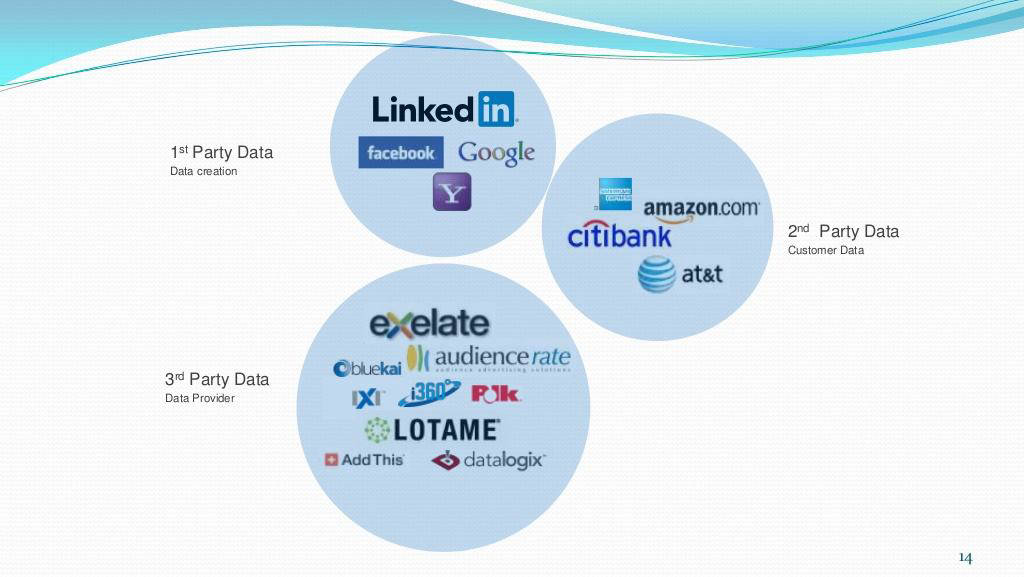 Linked in
facebook Google
Y
1st Party Data
Data creation
AMERICAN EXPRESS
amazon.com
citibank
at&t
2nd Party Data
Customer Data
exelate
bluekai audience rate
audience advertising solutions
IXI i360° Polk
LOTAME
AddThis datalogix
3rd Party Data
Data Provider
14